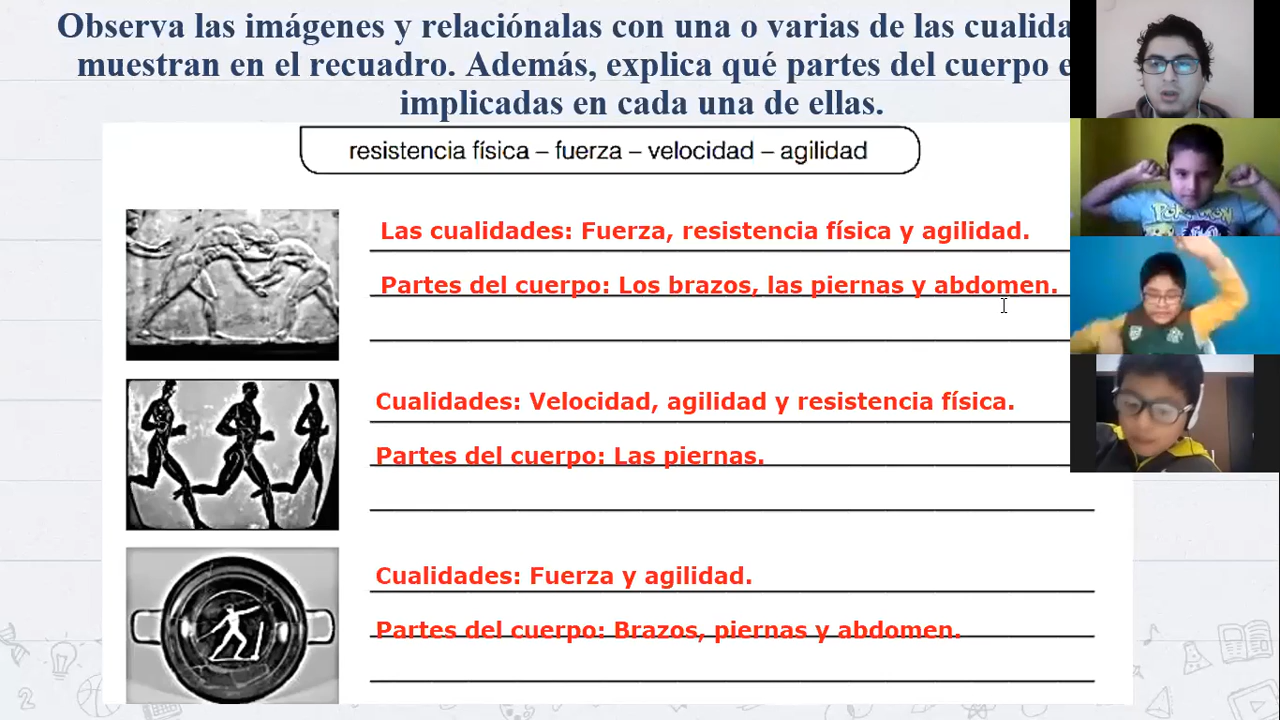 Observa las imágenes y relaciónalas con una o varias de las
muestran en el recuadro. Además, explica qué partes del cuerpo
implicadas en cada una de ellas.
resistencia física – fuerza – velocidad – agilidad
Las cualidades: Fuerza, resistencia física y agilidad.
Partes del cuerpo: Los brazos, las piernas y abdomen.
Cualidades: Velocidad, agilidad y resistencia física.
Partes del cuerpo: Las piernas.
Cualidades: Fuerza y agilidad.
Partes del cuerpo: Brazos, piernas y abdomen.
POKEMON